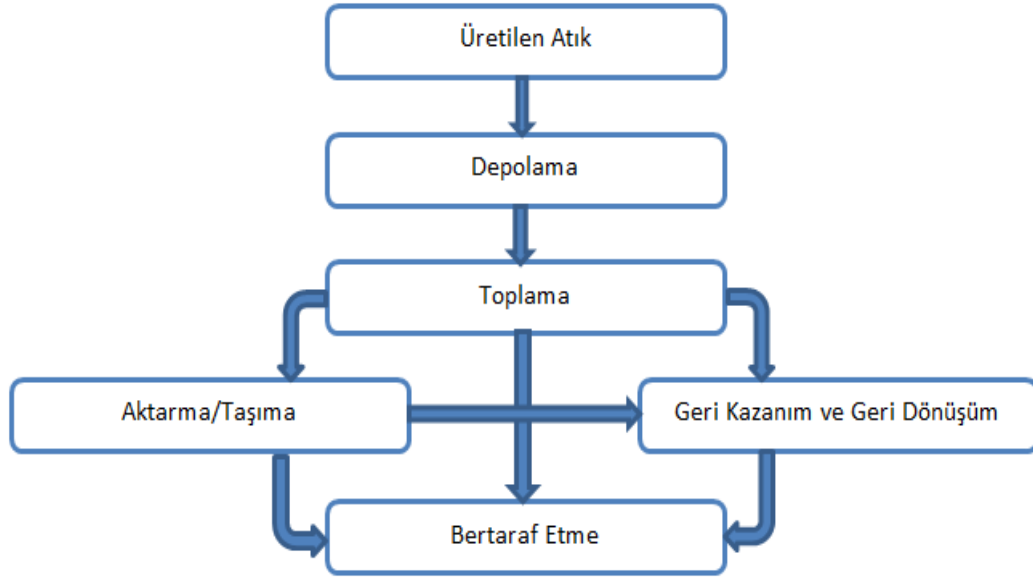 Üretilen Atık
Depolama
Toplama
Aktarma/Taşıma
Geri Kazanım ve Geri Dönüşüm
Bertaraf Etme